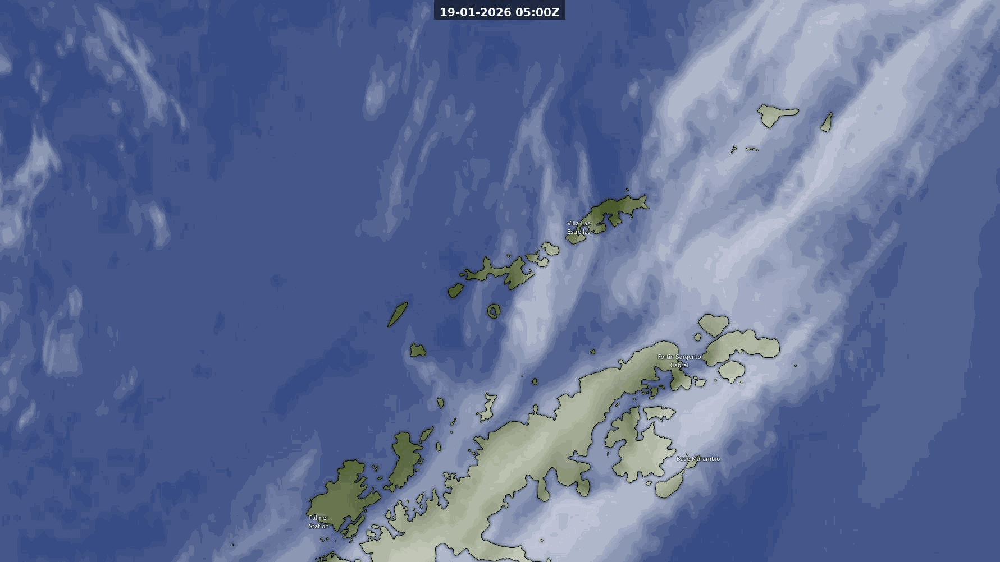 19-01-2026 05:00Z
Villa Las
Estrellas
Fortín Sargento
Cabral
Base Marambio
Palmer
Station